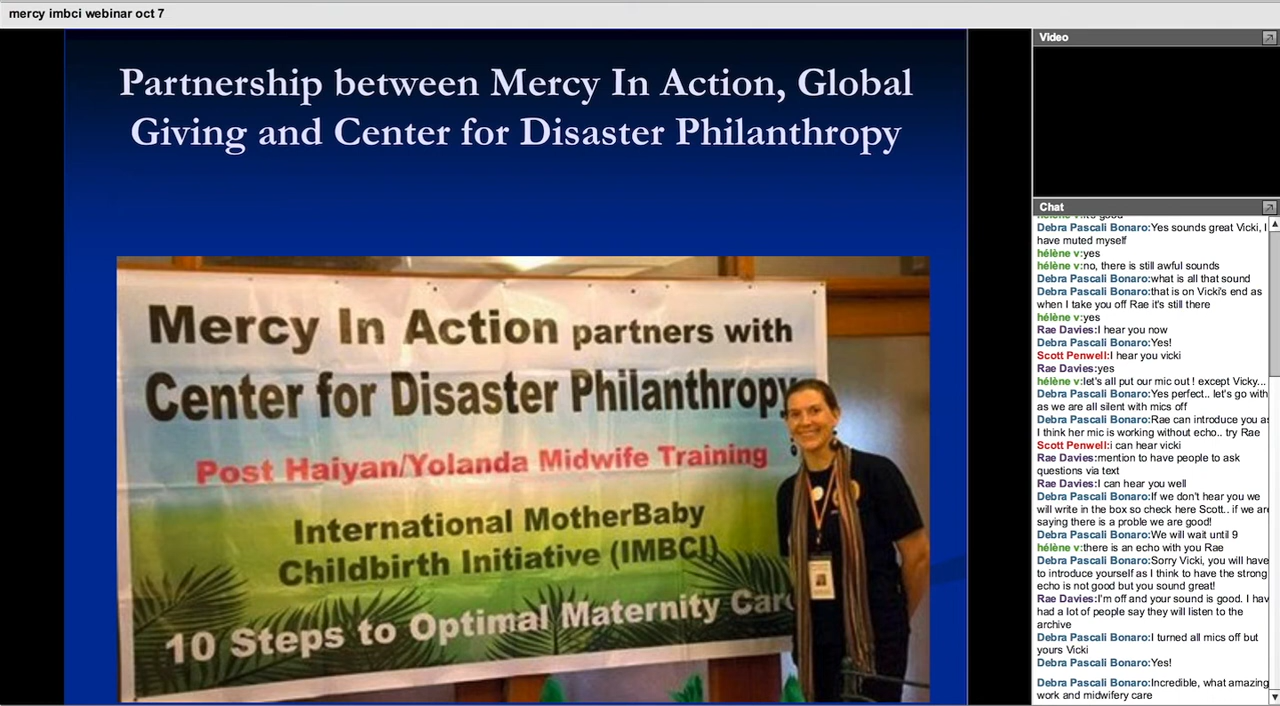 mercy imbci webinar oct 7
Partnership between Mercy In Action, Global
Giving and Center for Disaster Philanthropy
Mercy In Action partners with
Center for Disaster Philanthropy
Post Haiyan/Yolanda Midwife Training
International MotherBaby
Childbirth Initiative (IMBCI)
10 Steps to Optimal Maternity Care
Video
Chat
hélène v:it's good
Debra Pascali Bonaro:Yes sounds great Vicki, I
have muted myself
hélène v:yes
hélène v:no, there is still awful sounds
Debra Pascali Bonaro:what is all that sound
Debra Pascali Bonaro:that is on Vicki's end as
when I take you off Rae it's still there
hélène v:yes
Rae Davies:I hear you now
Debra Pascali Bonaro:Yes!
Scott Penwell:I hear you vicki
Rae Davies:yes
hélène v:let's all put our mic out ! except Vicky...
Debra Pascali Bonaro:Yes perfect.. let's go with
as we are all silent with mics off
Debra Pascali Bonaro:Rae can introduce you as
I think her mic is working without echo.. try Rae
Scott Penwell:i can hear vicki
Rae Davies:mention to have people to ask
questions via text
Rae Davies:I can hear you well
Debra Pascali Bonaro:If we don't hear you we
will write in the box so check here Scott.. if we are
saying there is a proble we are good!
Debra Pascali Bonaro:We will wait until 9
hélène v:there is an echo with you Rae
Debra Pascali Bonaro:Sorry Vicki, you will have
to introduce yourself as I think to have the strong
echo is not good but you sound great!
Rae Davies:I'm off and your sound is good. I hav
had a lot of people say they will listen to the
archive
Debra Pascali Bonaro:I turned all mics off but
yours Vicki
Debra Pascali Bonaro:Yes!
Debra Pascali Bonaro:Incredible, what amazing
work and midwifery care